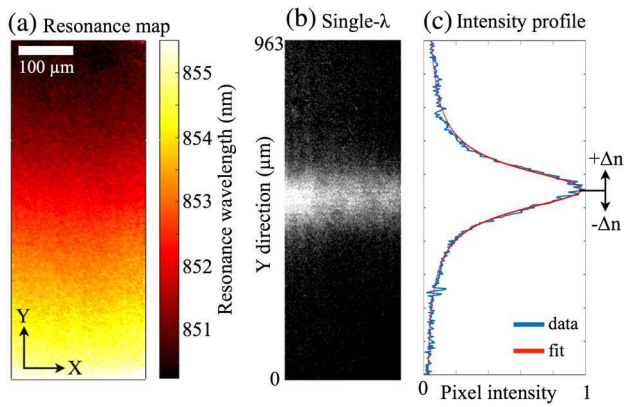 (a) Resonance map
100 µm
Y
X
855
854
853
852
851
Resonance wavelength (nm)
(b) Single-λ
963
Y direction (µm)
0
(c) Intensity profile
+Δn
-Δn
data
fit
0
1
Pixel intensity